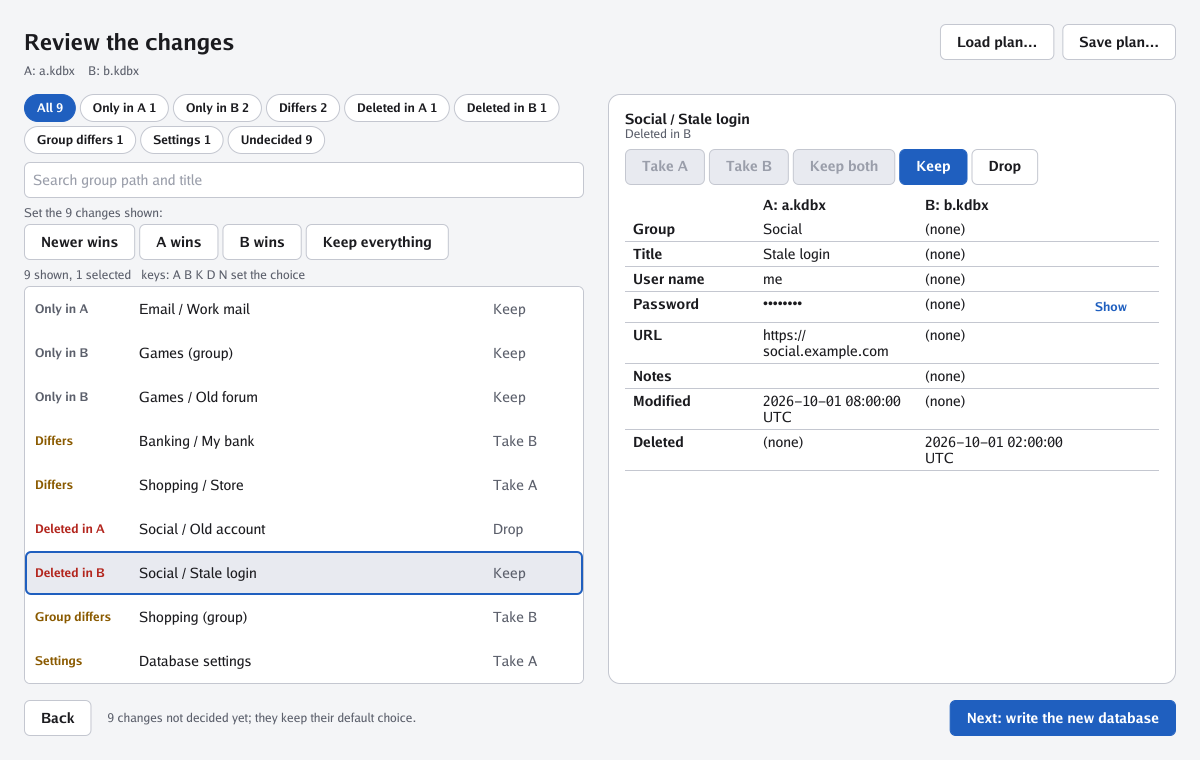 Review the changes
Load plan...
Save plan...
A: a.kdbx B: b.kdbx
All 9
Only in A 1
Only in B 2
Differs 2
Deleted in A 1
Deleted in B 1
Group differs 1
Settings 1
Undecided 9
Search group path and title
Set the 9 changes shown:
Newer wins
A wins
B wins
Keep everything
9 shown, 1 selected keys: A B K D N set the choice
Only in A Email / Work mail Keep
Only in B Games (group) Keep
Only in B Games / Old forum Keep
Differs Banking / My bank Take B
Differs Shopping / Store Take A
Deleted in A Social / Old account Drop
Deleted in B Social / Stale login Keep
Group differs Shopping (group) Take B
Settings Database settings Take A
Social / Stale login
Deleted in B
Take A
Take B
Keep both
Keep
Drop
A: a.kdbx B: b.kdbx
Group Social (none)
Title Stale login (none)
User name me (none)
Password •••••••• (none) Show
URL https:// (none)
social.example.com
Notes (none)
Modified 2026-10-01 08:00:00 (none)
UTC
Deleted (none) 2026-10-01 02:00:00
UTC
Back
9 changes not decided yet; they keep their default choice.
Next: write the new database